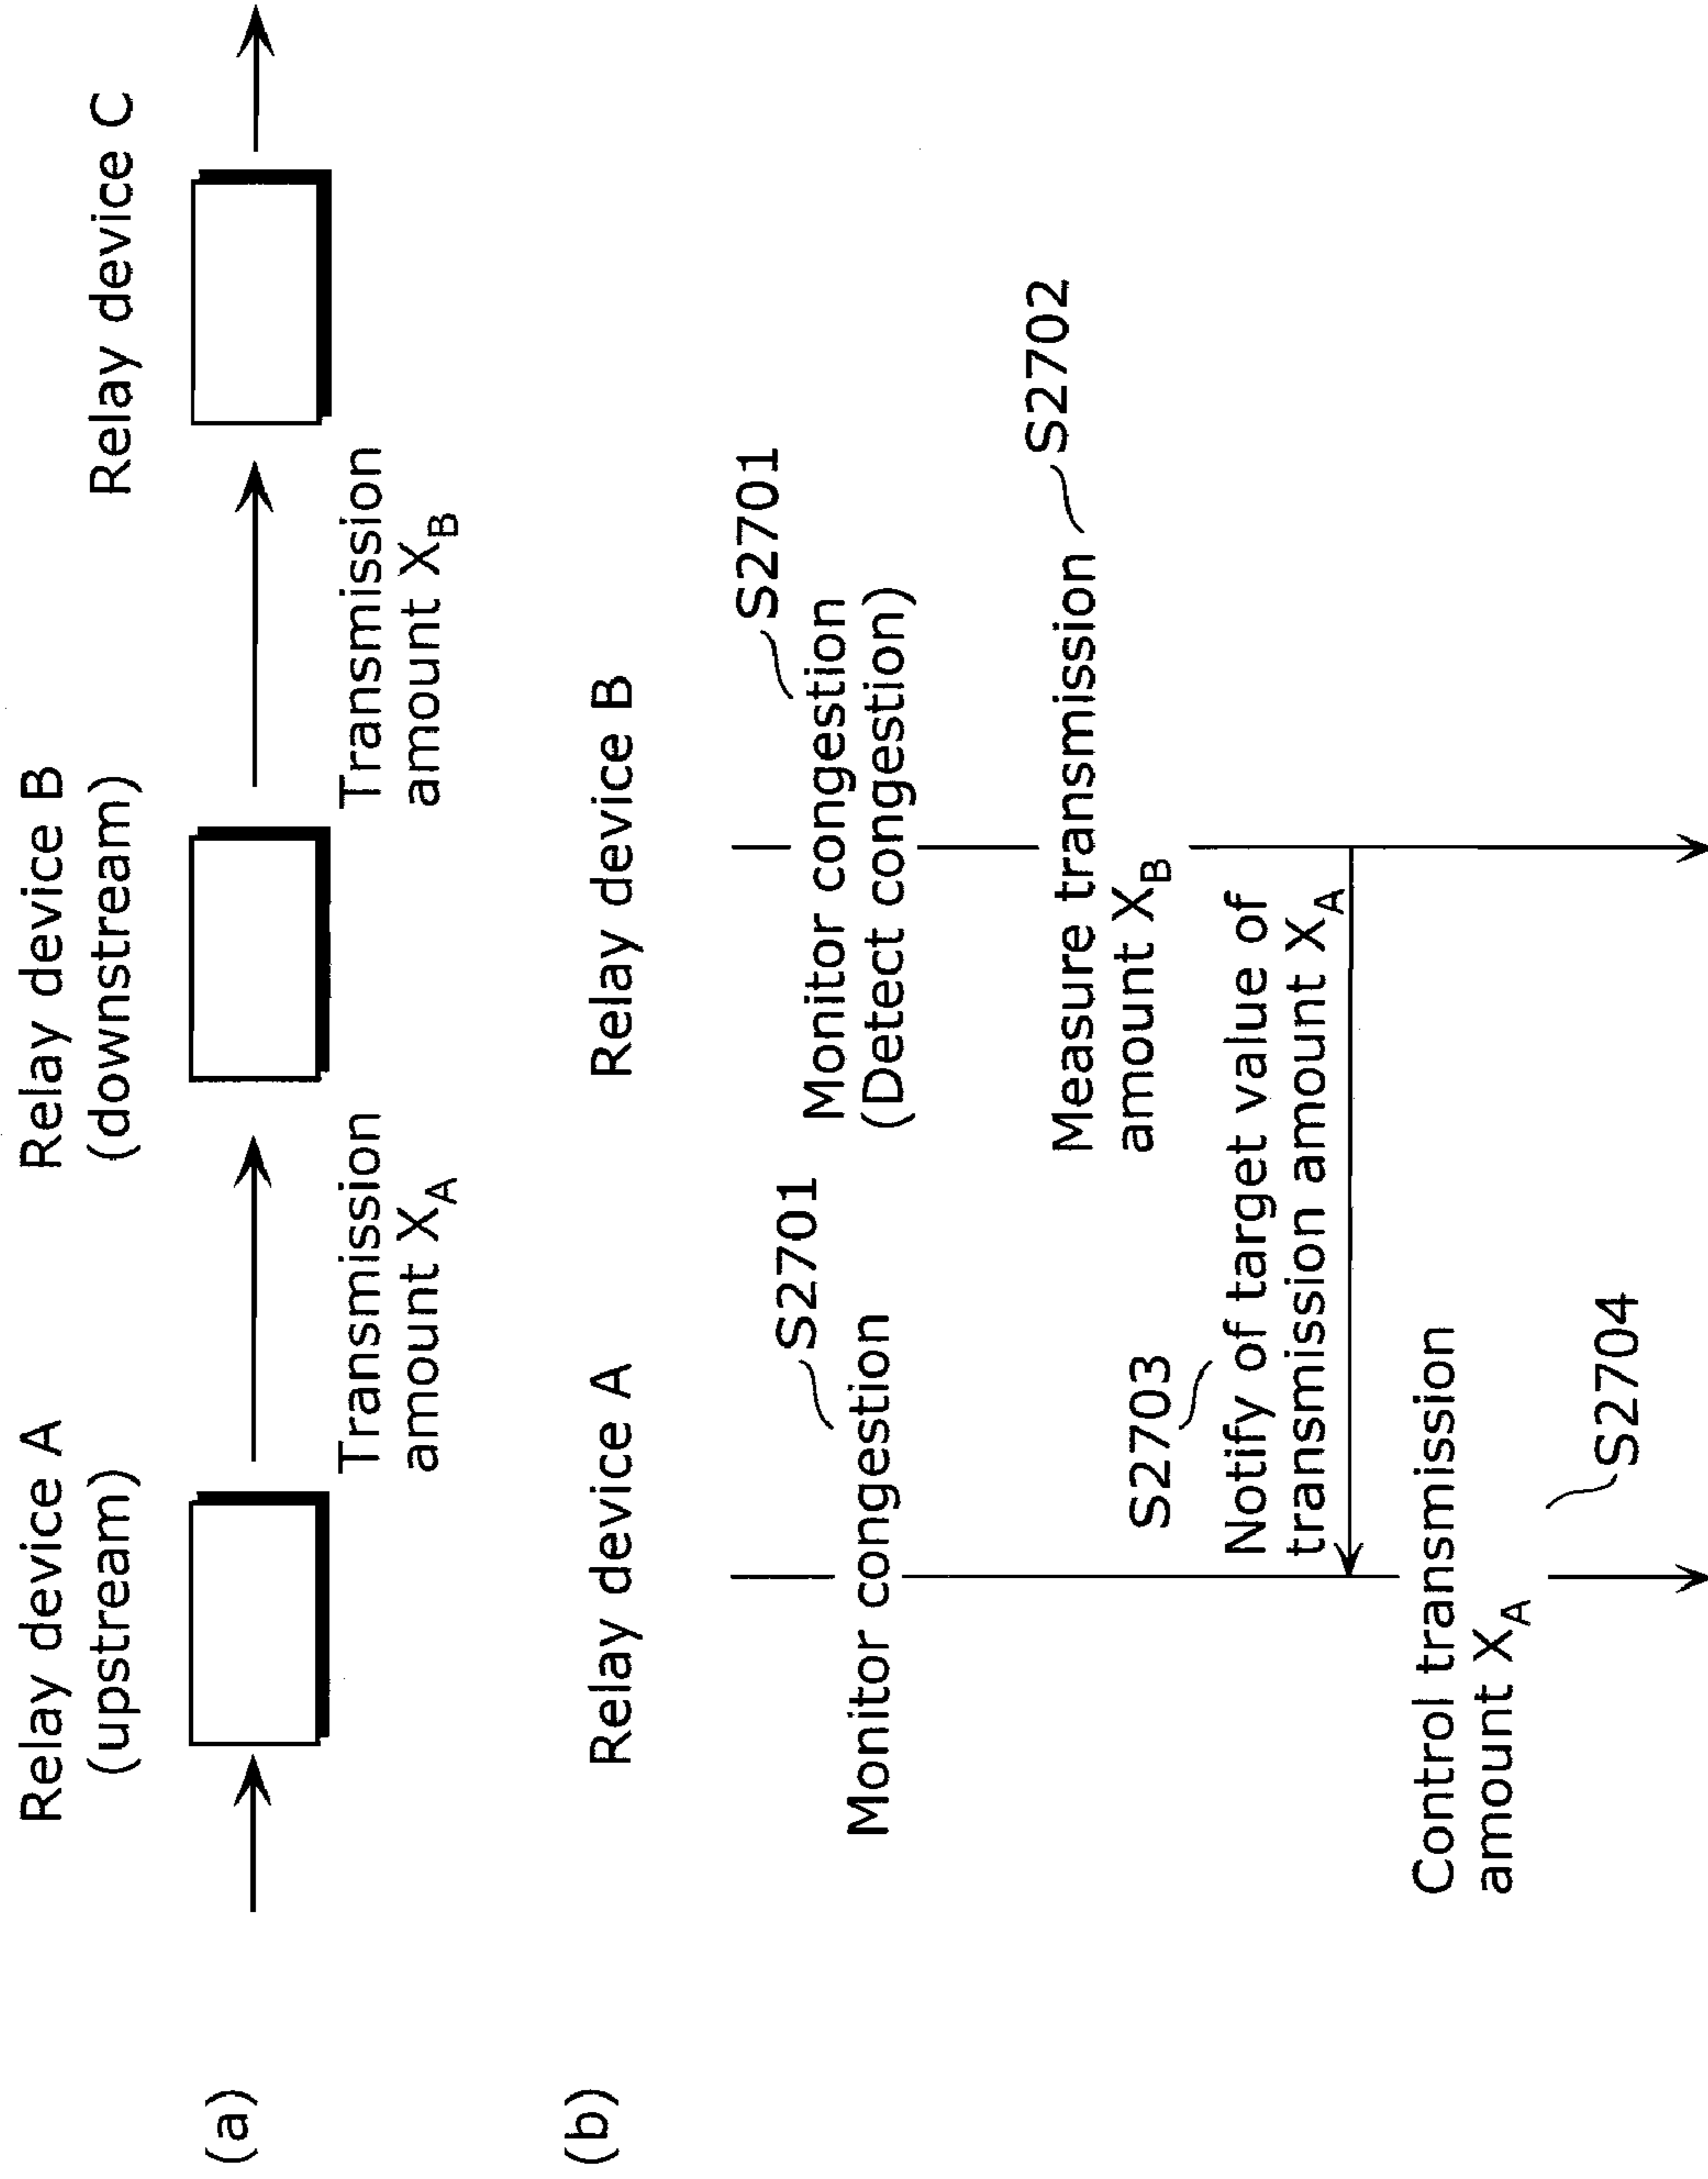 (a)
Relay device A
(upstream)
Relay device B
(downstream)
Relay device C
Transmission
amount XA
Transmission
amount XB
(b)
Relay device A
Relay device B
S2701
Monitor congestion
S2701
Monitor congestion
(Detect congestion)
S2702
Measure transmission
amount XB
S2703
Notify of target value of
transmission amount XA
Control transmission
amount XA
S2704